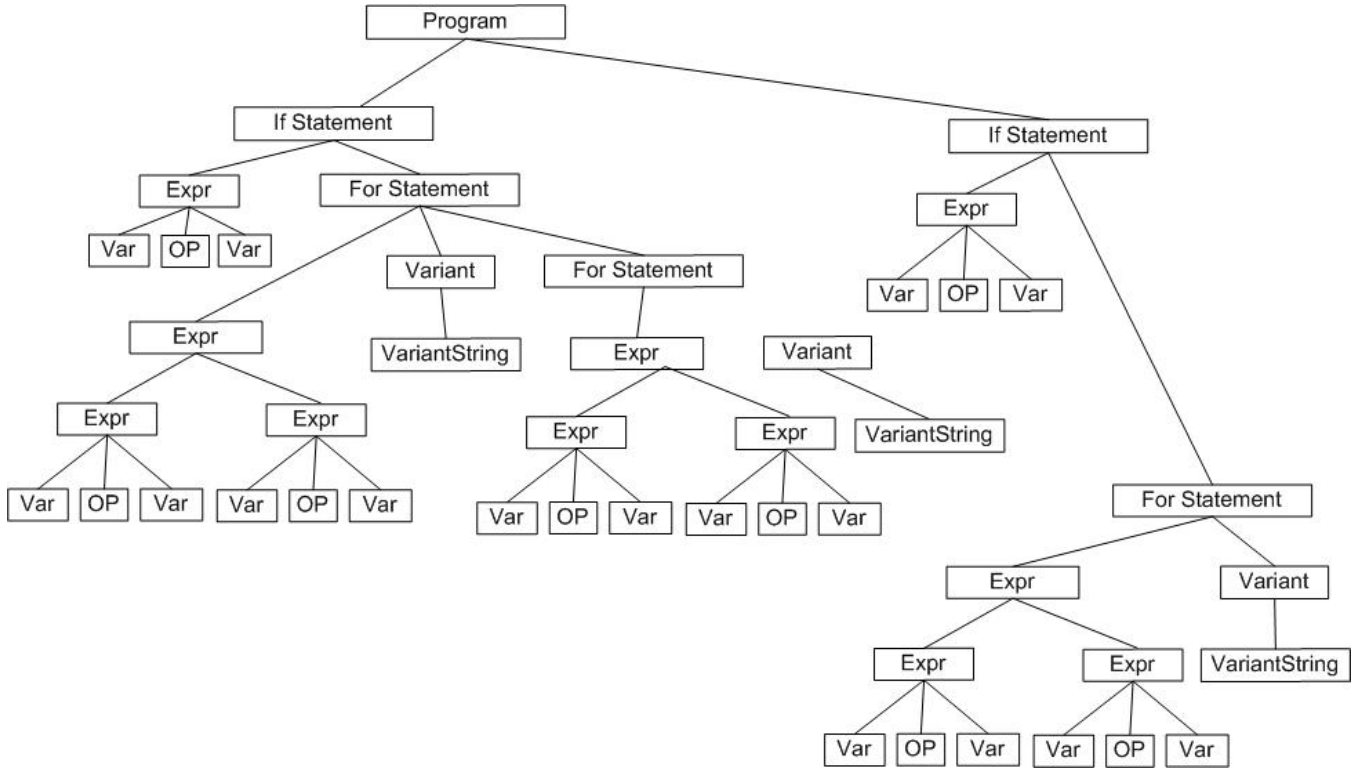 Program
If Statement
If Statement
Expr
For Statement
Expr
Var
OP
Var
Variant
For Statement
Var
OP
Var
Expr
VariantString
Expr
Variant
Expr
Expr
Expr
Expr
VariantString
Var
OP
Var
Var
OP
Var
Var
OP
Var
Var
OP
Var
For Statement
Expr
Variant
Expr
Expr
VariantString
Var
OP
Var
Var
OP
Var